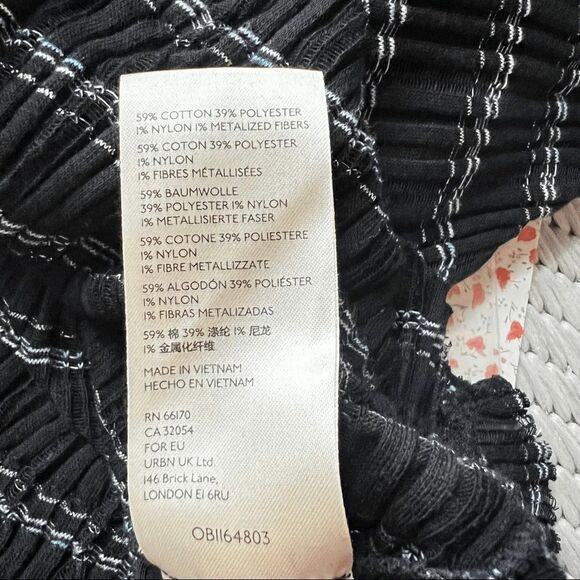 59% COTTON 39% POLYESTER
1% NYLON 1% METALIZED FIBERS
59% COTON 39% POLYESTER
1% NYLON
1% FIBRES MÉTALLISÉES
59% BAUMWOLLE
39% POLYESTER 1% NYLON
1% METALLISIERTE FASER
59% COTONE 39% POLIESTERE
1% NYLON
1% FIBRE METALLIZZATE
59% ALGODÓN 39% POLIÉSTER
1% NYLON
1% FIBRAS METALIZADAS
59% 棉 39% 涤纶 1% 尼龙
1% 金属化纤维
MADE IN VIETNAM
HECHO EN VIETNAM
RN 66170
CA 32054
FOR EU
URBN UK Ltd.
146 Brick Lane,
LONDON E1 6RU
OB1164803